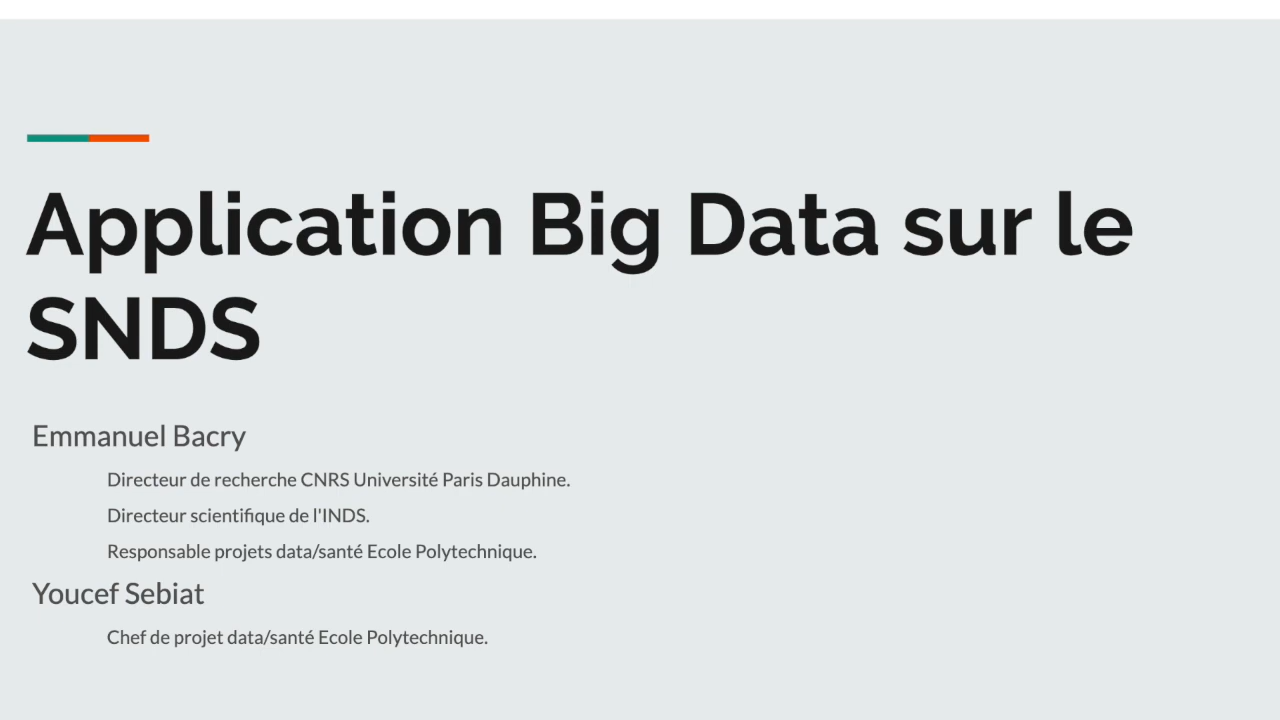 Application Big Data sur le
SNDS
Emmanuel Bacry
Directeur de recherche CNRS Université Paris Dauphine.
Directeur scientifique de l'INDS.
Responsable projets data/santé Ecole Polytechnique.
Youcef Sebiat
Chef de projet data/santé Ecole Polytechnique.